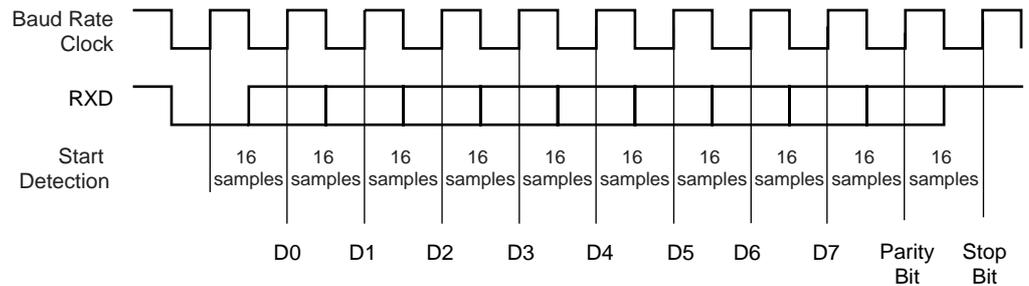 Baud Rate
Clock
RXD
Start
Detection
16 16 16 16 16 16 16 16 16 16
samples samples samples samples samples samples samples samples samples samples
D0 D1 D2 D3 D4 D5 D6 D7 Parity Stop
Bit Bit